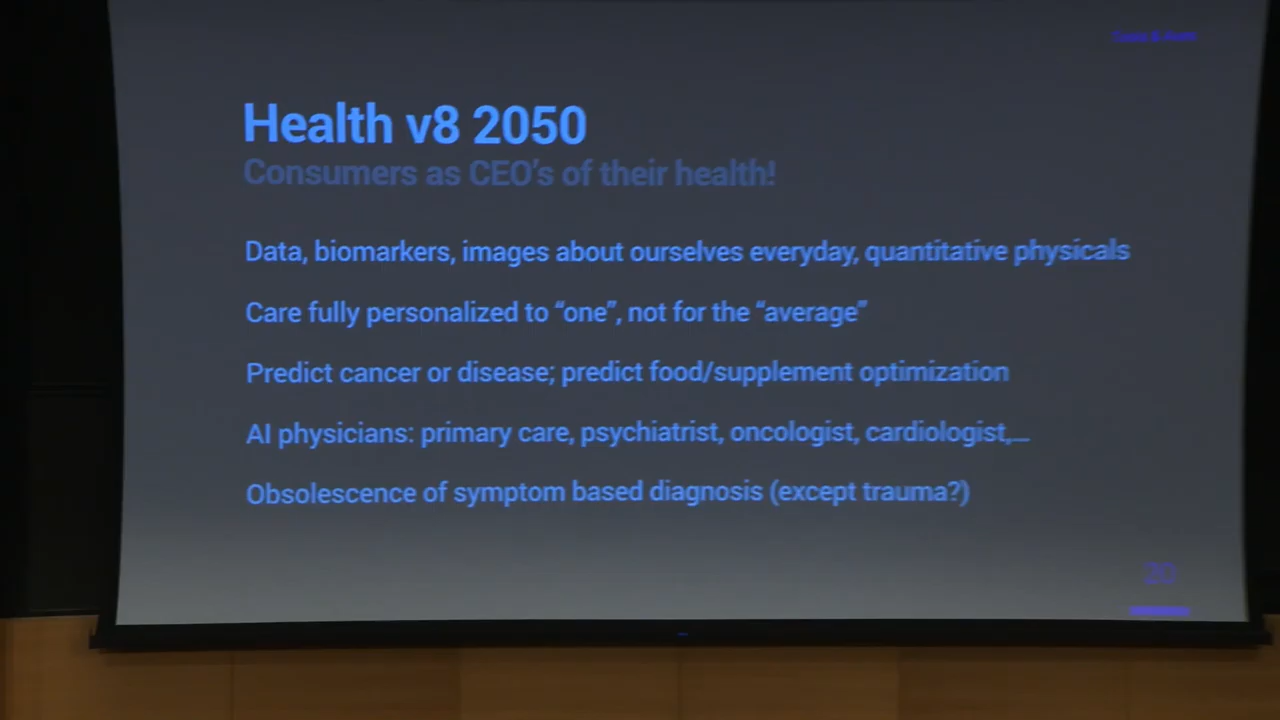 Health v8 2050
Consumers as CEO's of their health!
Data, biomarkers, images about ourselves everyday, quantitative physicals
Care fully personalized to “one”, not for the “average”
Predict cancer or disease; predict food/supplement optimization
AI physicians: primary care, psychiatrist, oncologist, cardiologist,...
Obsolescence of symptom based diagnosis (except trauma?)
20